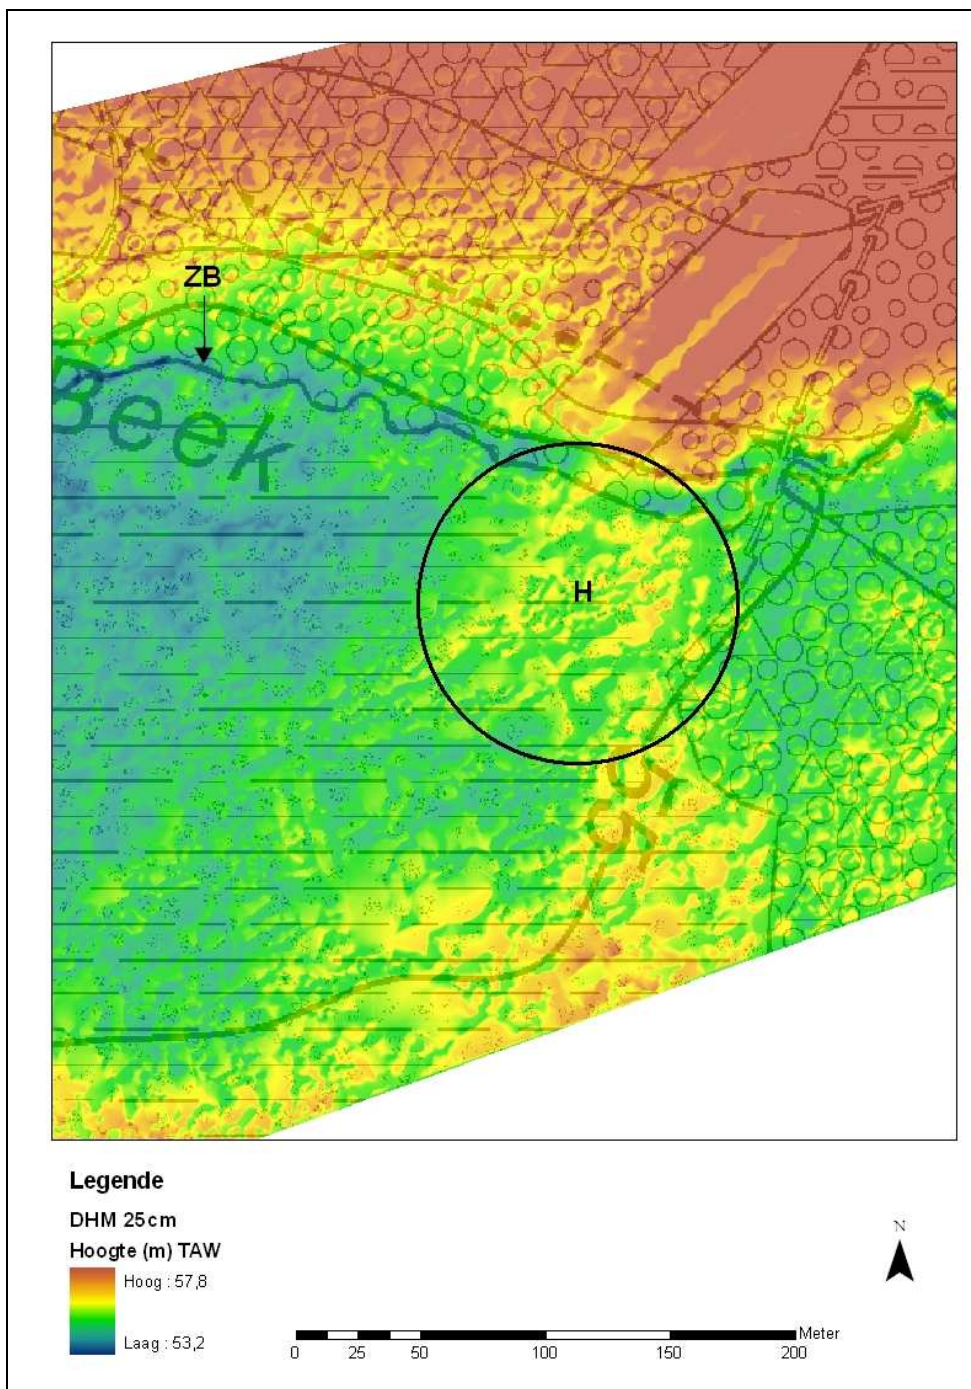 ZB
Beek
H
55
Legende
DHM 25cm
Hoogte (m) TAW
Hoog : 57,8
Laag : 53,2
N
Meter
0 25 50 100 150 200